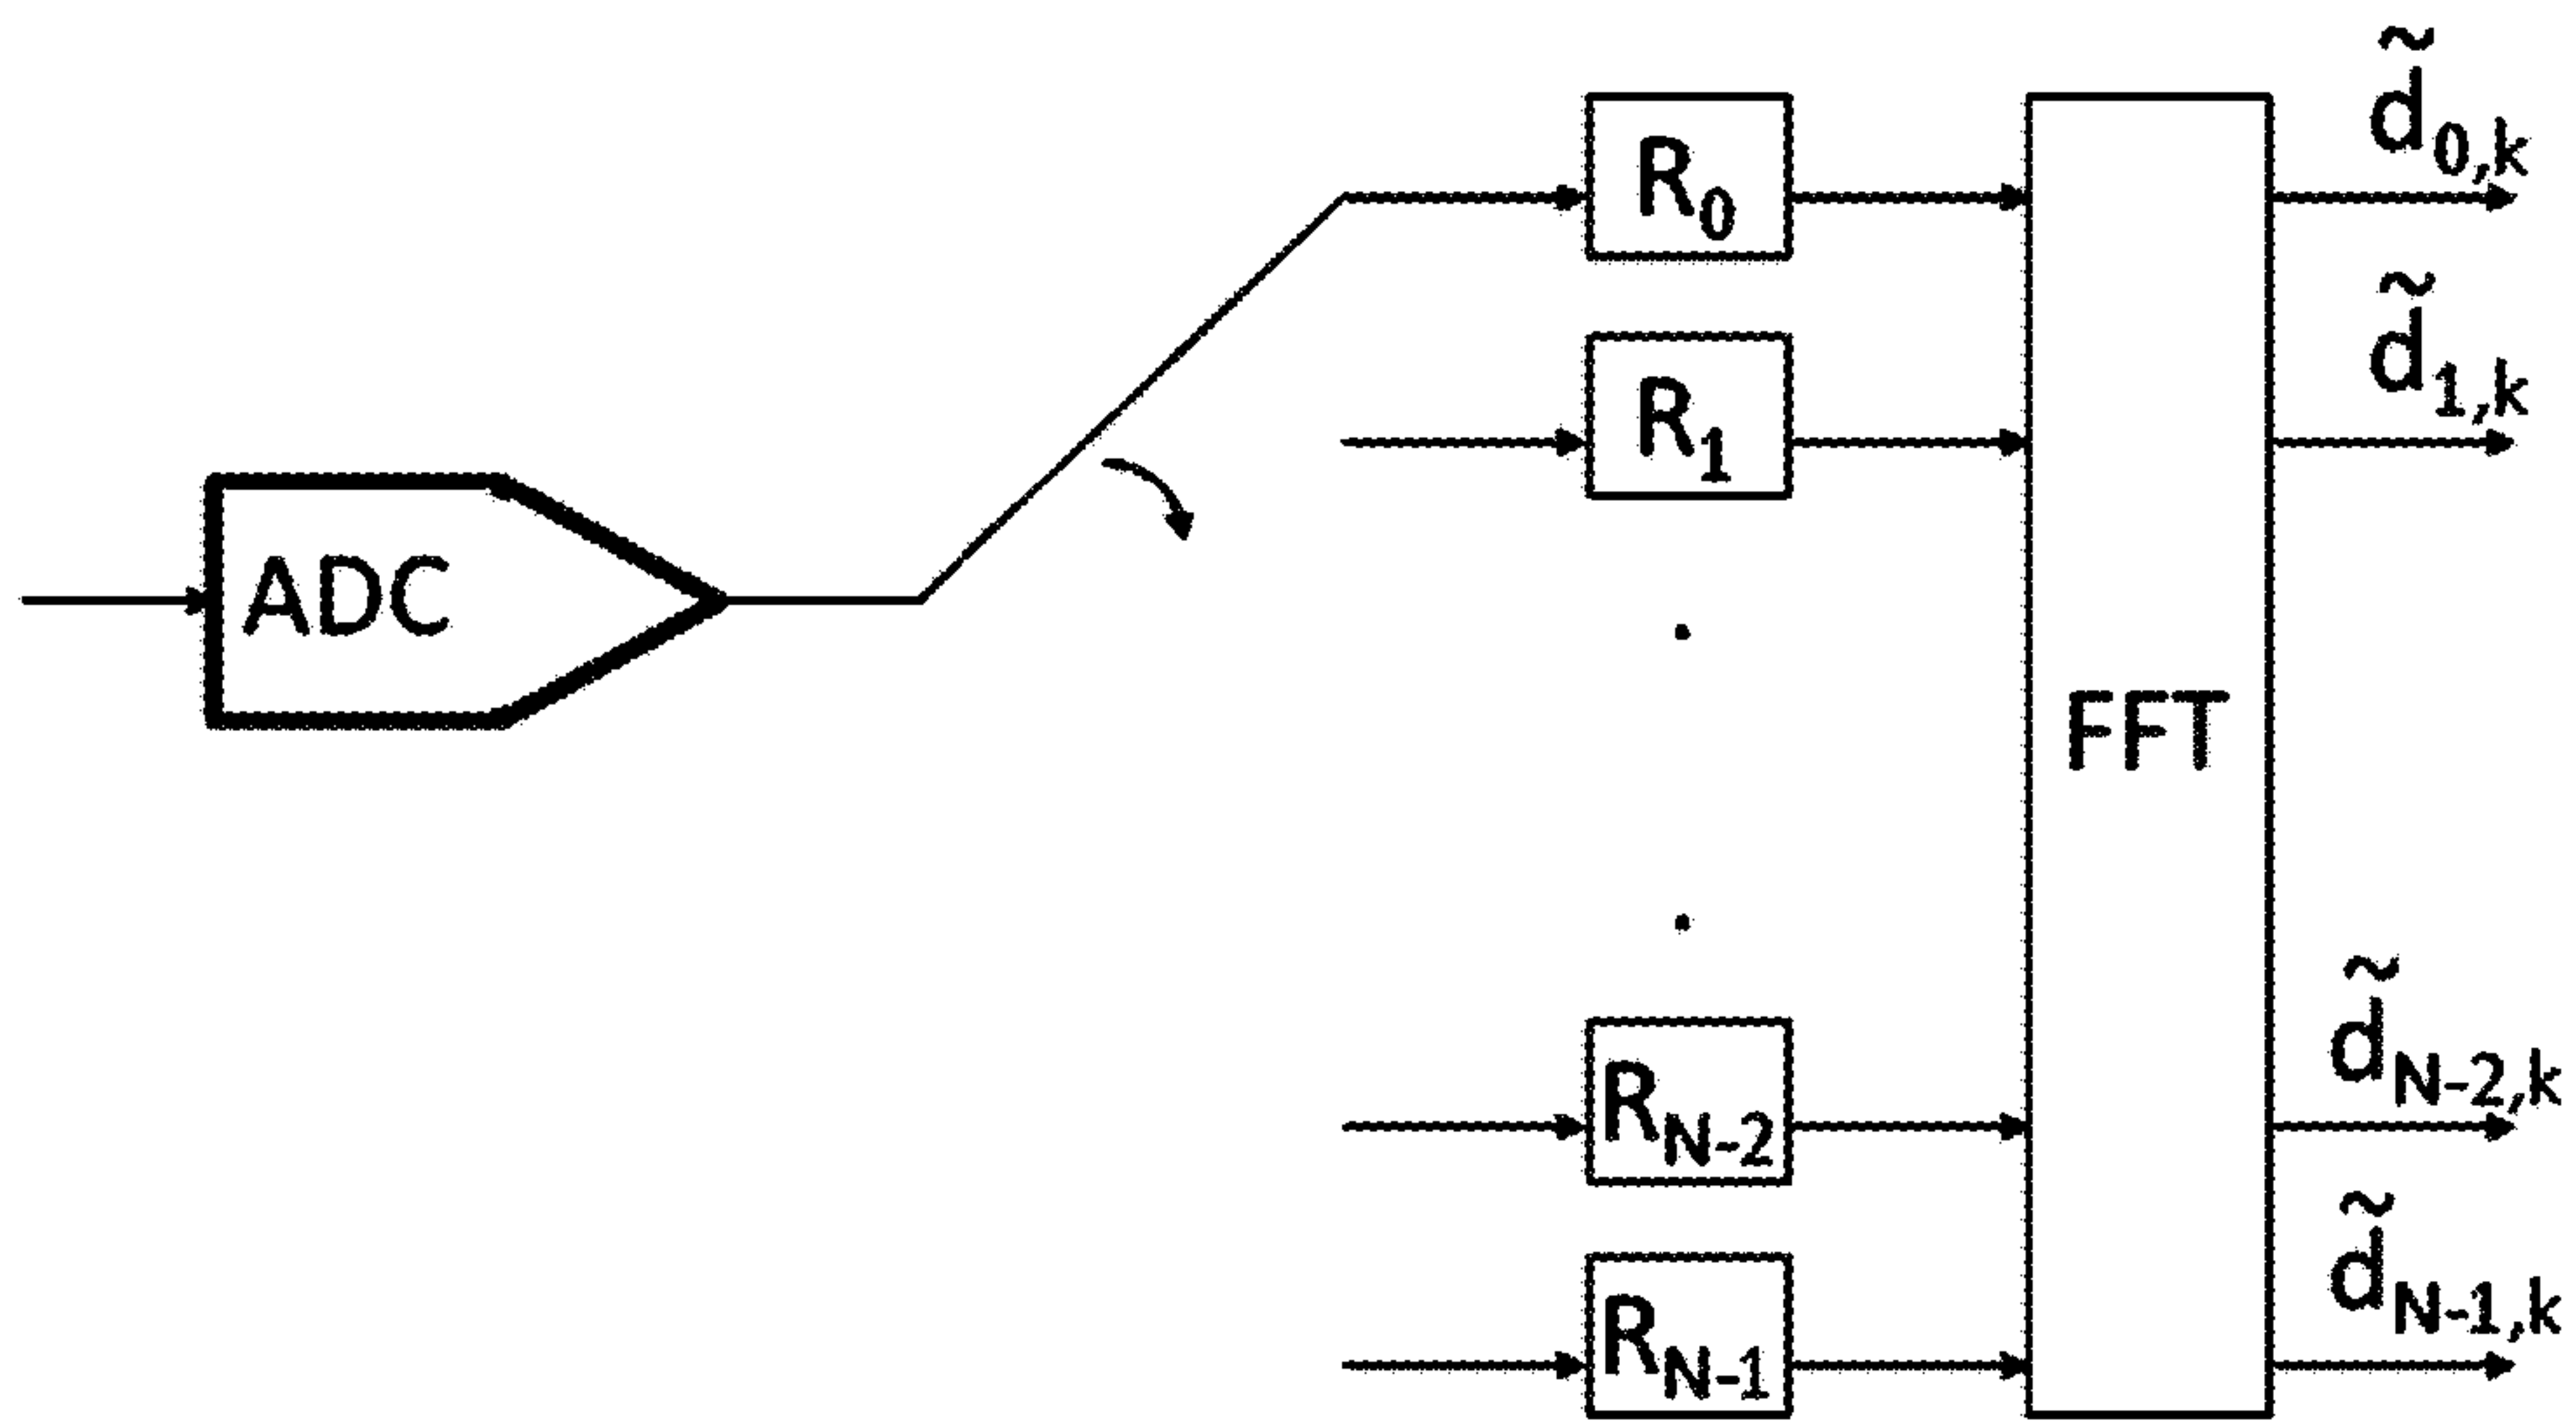 d̃0,k
R0
d̃1,k
R1
ADC
FFT
d̃N-2,k
RN-2
d̃N-1,k
RN-1